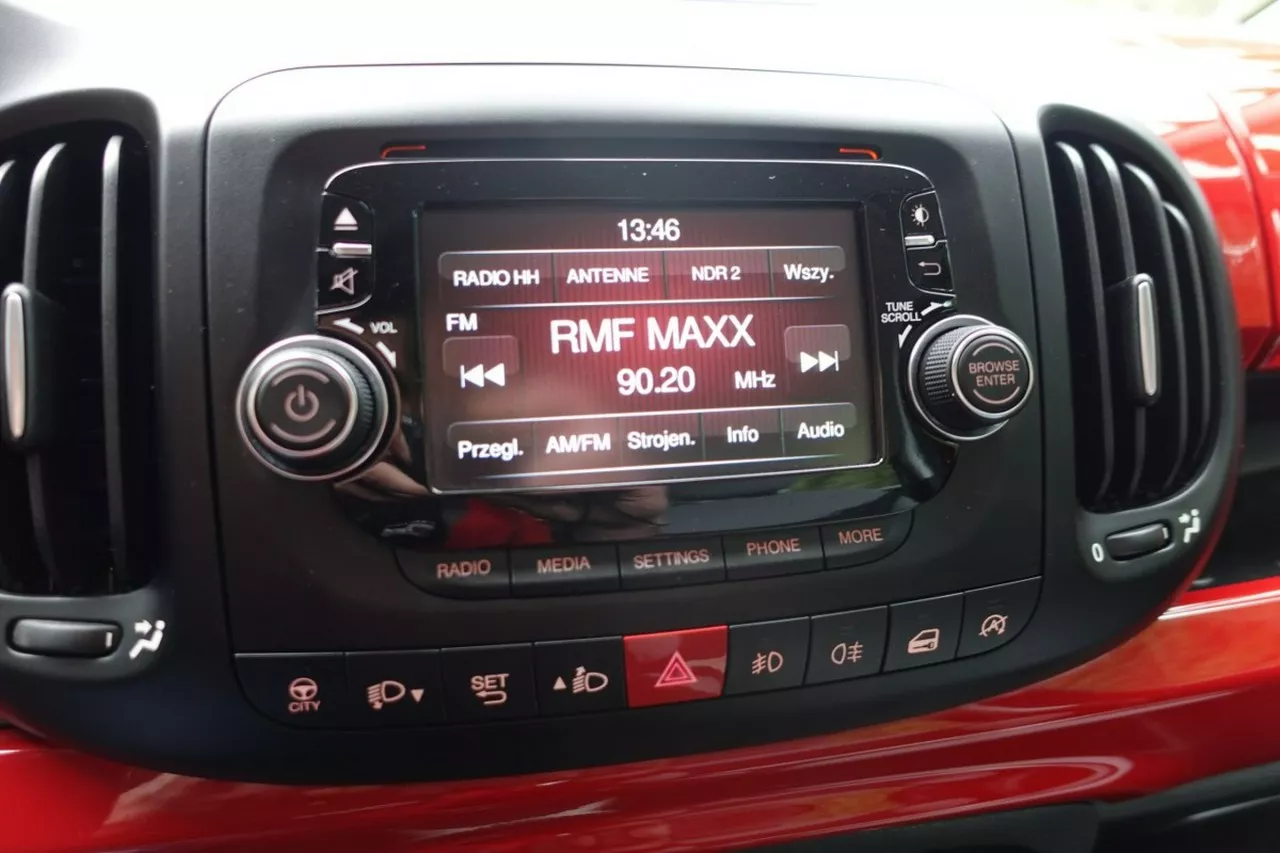 13:46
RADIO HH ANTENNE NDR 2 Wszy.
VOL
TUNE
SCROLL
FM
RMF MAXX
90.20 MHz
BROWSE
ENTER
Przegl. AM/FM Strojen. Info Audio
RADIO MEDIA SETTINGS PHONE MORE
0
CITY
SET